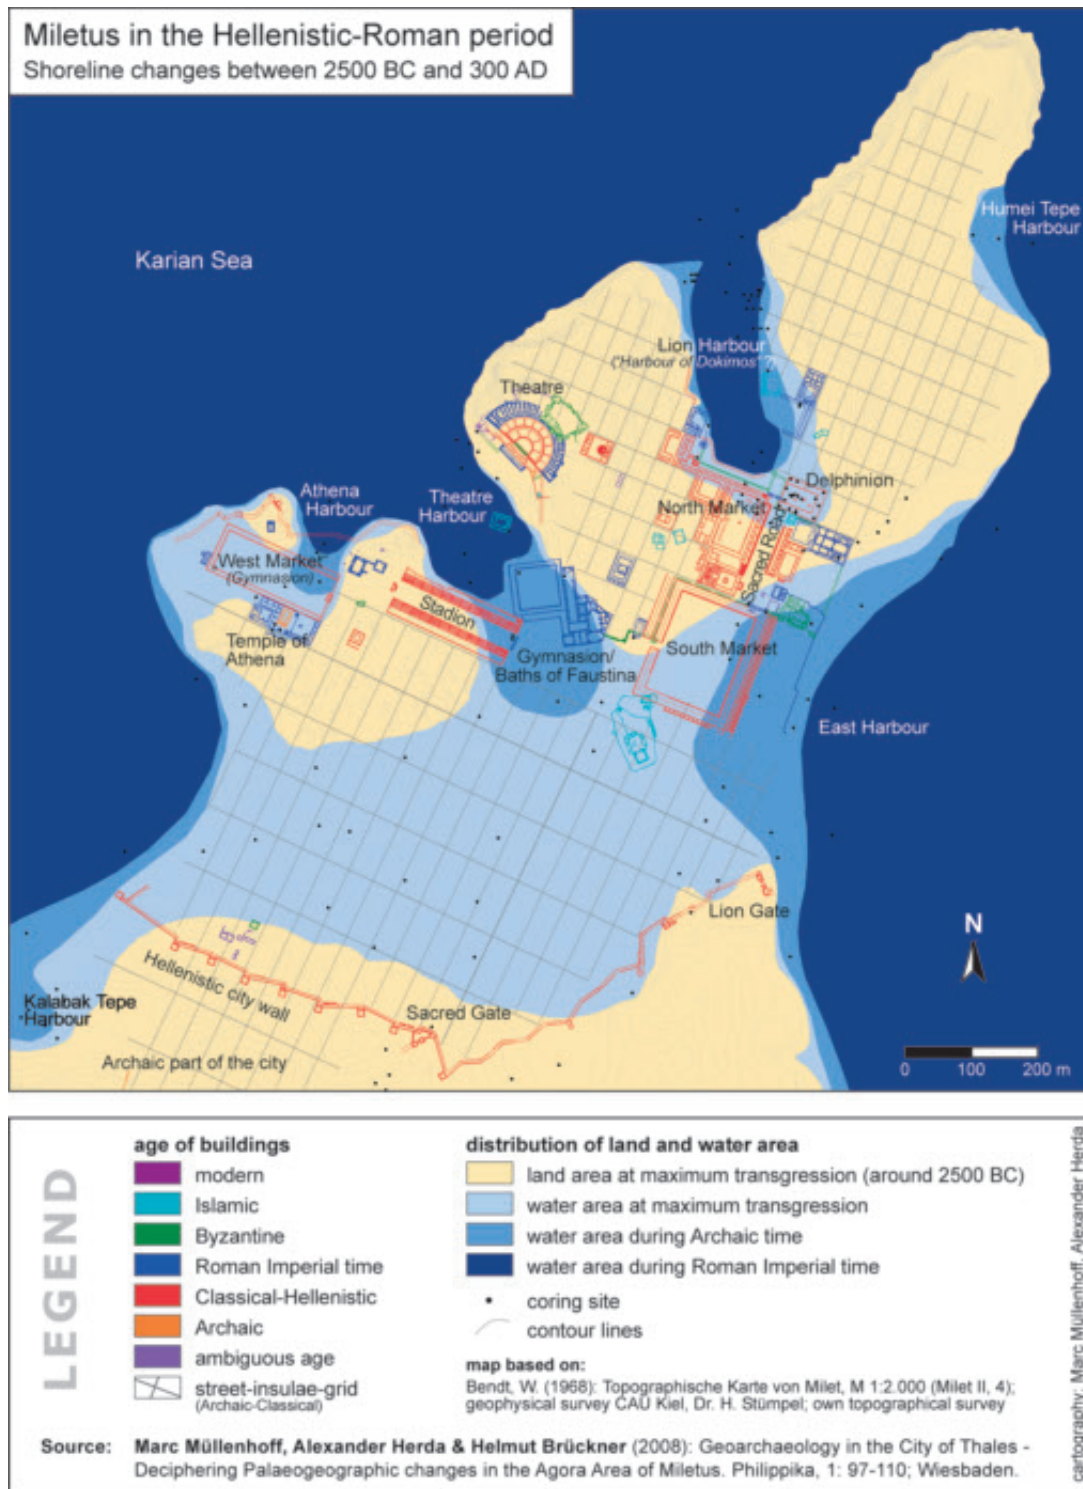 Miletus in the Hellenistic-Roman period
Shoreline changes between 2500 BC and 300 AD
Humei Tepe
Harbour
Karian Sea
Lion Harbour
('Harbour of Dokimos' ?)
Theatre
Delphinion
Athena
Harbour
Theatre
Harbour
North Market
Sacred Road
West Market
(Gymnasion)
Stadion
Temple of
Athena
Gymnasion/
Baths of Faustina
South Market
East Harbour
Lion Gate
N
Hellenistic city wall
Kalabak Tepe
Harbour
Sacred Gate
Archaic part of the city
0 100 200 m
LEGEND
age of buildings
modern
Islamic
Byzantine
Roman Imperial time
Classical-Hellenistic
Archaic
ambiguous age
street-insulae-grid
(Archaic-Classical)
distribution of land and water area
land area at maximum transgression (around 2500 BC)
water area at maximum transgression
water area during Archaic time
water area during Roman Imperial time
coring site
contour lines
map based on:
Bendt, W. (1968): Topographische Karte von Milet, M 1:2.000 (Milet II, 4);
geophysical survey CAU Kiel, Dr. H. Stümpel; own topographical survey
Source: Marc Müllenhoff, Alexander Herda & Helmut Brückner (2008): Geoarchaeology in the City of Thales -
Deciphering Palaeogeographic changes in the Agora Area of Miletus. Philippika, 1: 97-110; Wiesbaden.
cartography: Marc Müllenhoff, Alexander Herda